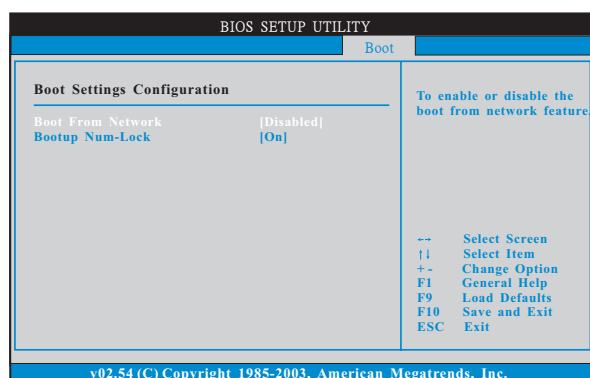 BIOS SETUP UTILITY
Boot
Boot Settings Configuration
Boot From Network [Disabled]
Bootup Num-Lock [On]
To enable or disable the
boot from network feature.
←→ Select Screen
↑↓ Select Item
+ - Change Option
F1 General Help
F9 Load Defaults
F10 Save and Exit
ESC Exit
v02.54 (C) Copyright 1985-2003, American Megatrends, Inc.